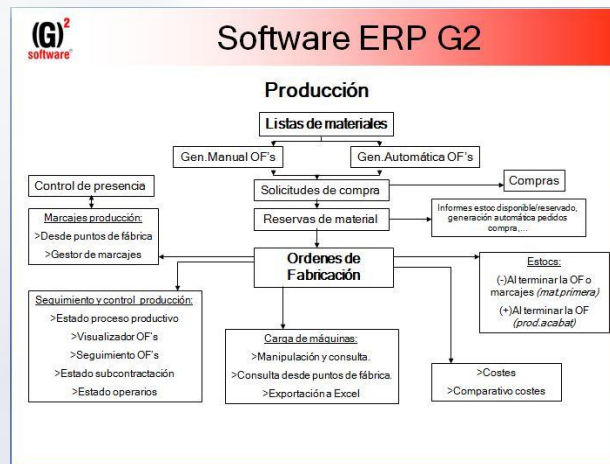 (G)²
software®
Software ERP G2
Producción
Listas de materiales
Gen.Manual OF's
Gen.Automática OF's
Control de presencia
Solicitudes de compra
Compras
Marcajes producción:
>Desde puntos de fábrica
>Gestor de marcajes
Reservas de material
Informes estoc disponible/reservado,
generación automática pedidos
compra,...
Ordenes de
Fabricación
Estocs:
(-)Al terminar la OF o
marcajes (mat.primera)
(+)Al terminar la OF
(prod.acabat)
Seguimiento y control producción:
>Estado proceso productivo
>Visualizador OF's
>Seguimiento OF's
>Estado subcontractación
>Estado operarios
Carga de máquinas:
>Manipulación y consulta.
>Consulta desde puntos de fábrica.
>Exportación a Excel
>Costes
>Comparativo costes